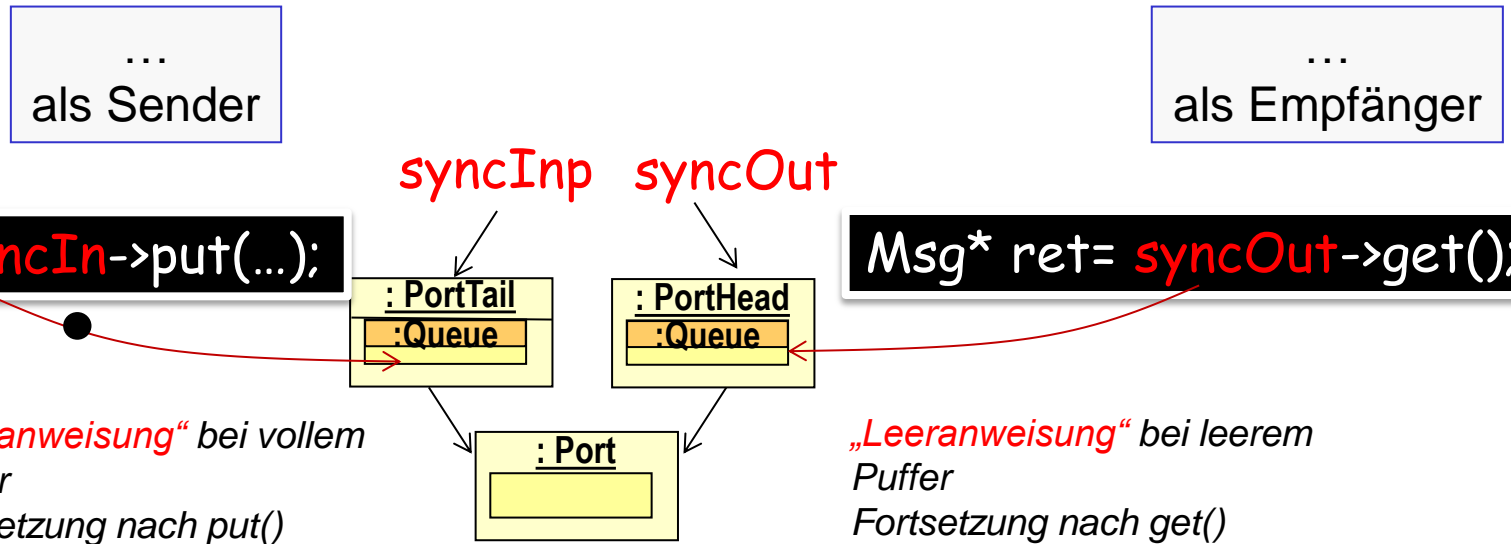 …
als Sender
…
als Empfänger
syncInp syncOut
ncIn->put(…);
Msg* ret= syncOut->get();
: PortTail
:Queue
: PortHead
:Queue
: Port
anweisung“ bei vollem
r
etzung nach put()
„Leeranweisung“ bei leerem
Puffer
Fortsetzung nach get()